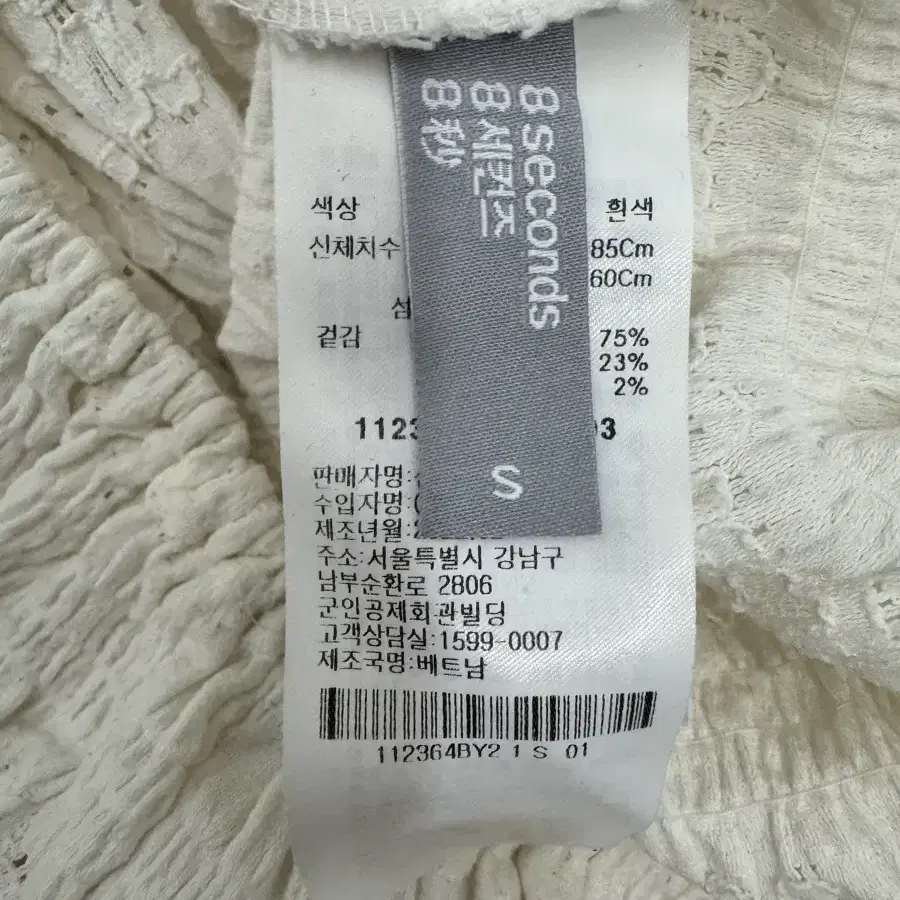 8 seconds
8 세컨즈
8 秒
S
색상 흰색
신체치수 85Cm
60Cm
섬
겉감 75%
23%
2%
1123 03
판매자명:
수입자명:(
제조년월:2
주소:서울특별시 강남구
남부순환로 2806
군인공제회관빌딩
고객상담실:1599-0007
제조국명:베트남
112364BY2 1 S 01